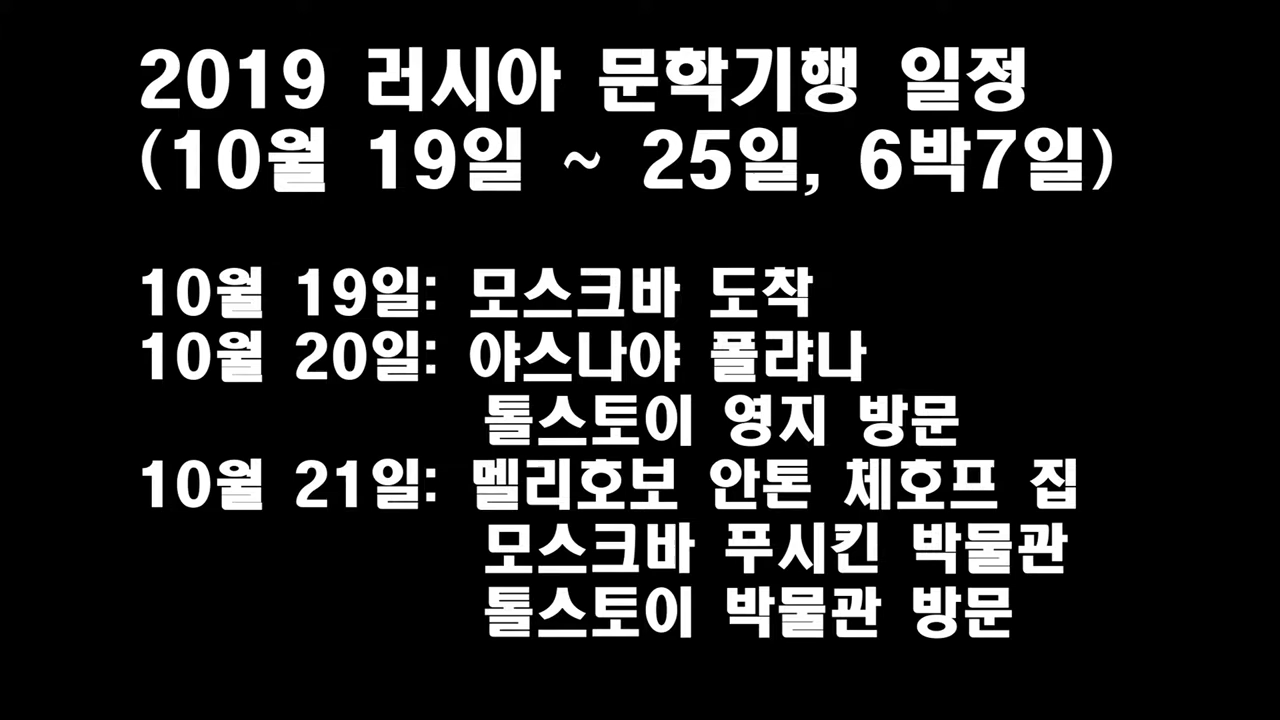 2019 러시아 문학기행 일정
(10월 19일 ~ 25일, 6박7일)
10월 19일: 모스크바 도착
10월 20일: 야스나야 폴랴나
톨스토이 영지 방문
10월 21일: 멜리호보 안톤 체호프 집
모스크바 푸시킨 박물관
톨스토이 박물관 방문